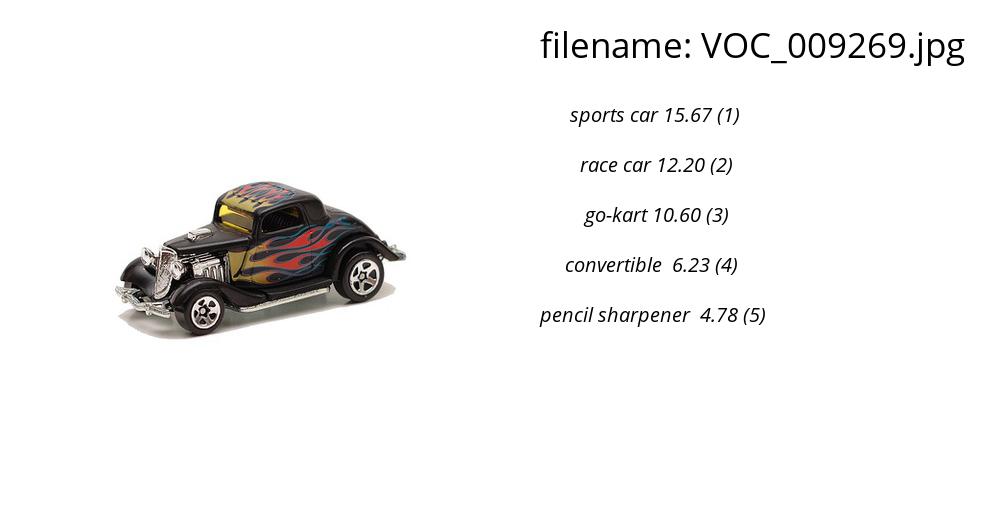 filename: VOC_009269.jpg
sports car 15.67 (1)
race car 12.20 (2)
go-kart 10.60 (3)
convertible  6.23 (4)
pencil sharpener  4.78 (5)